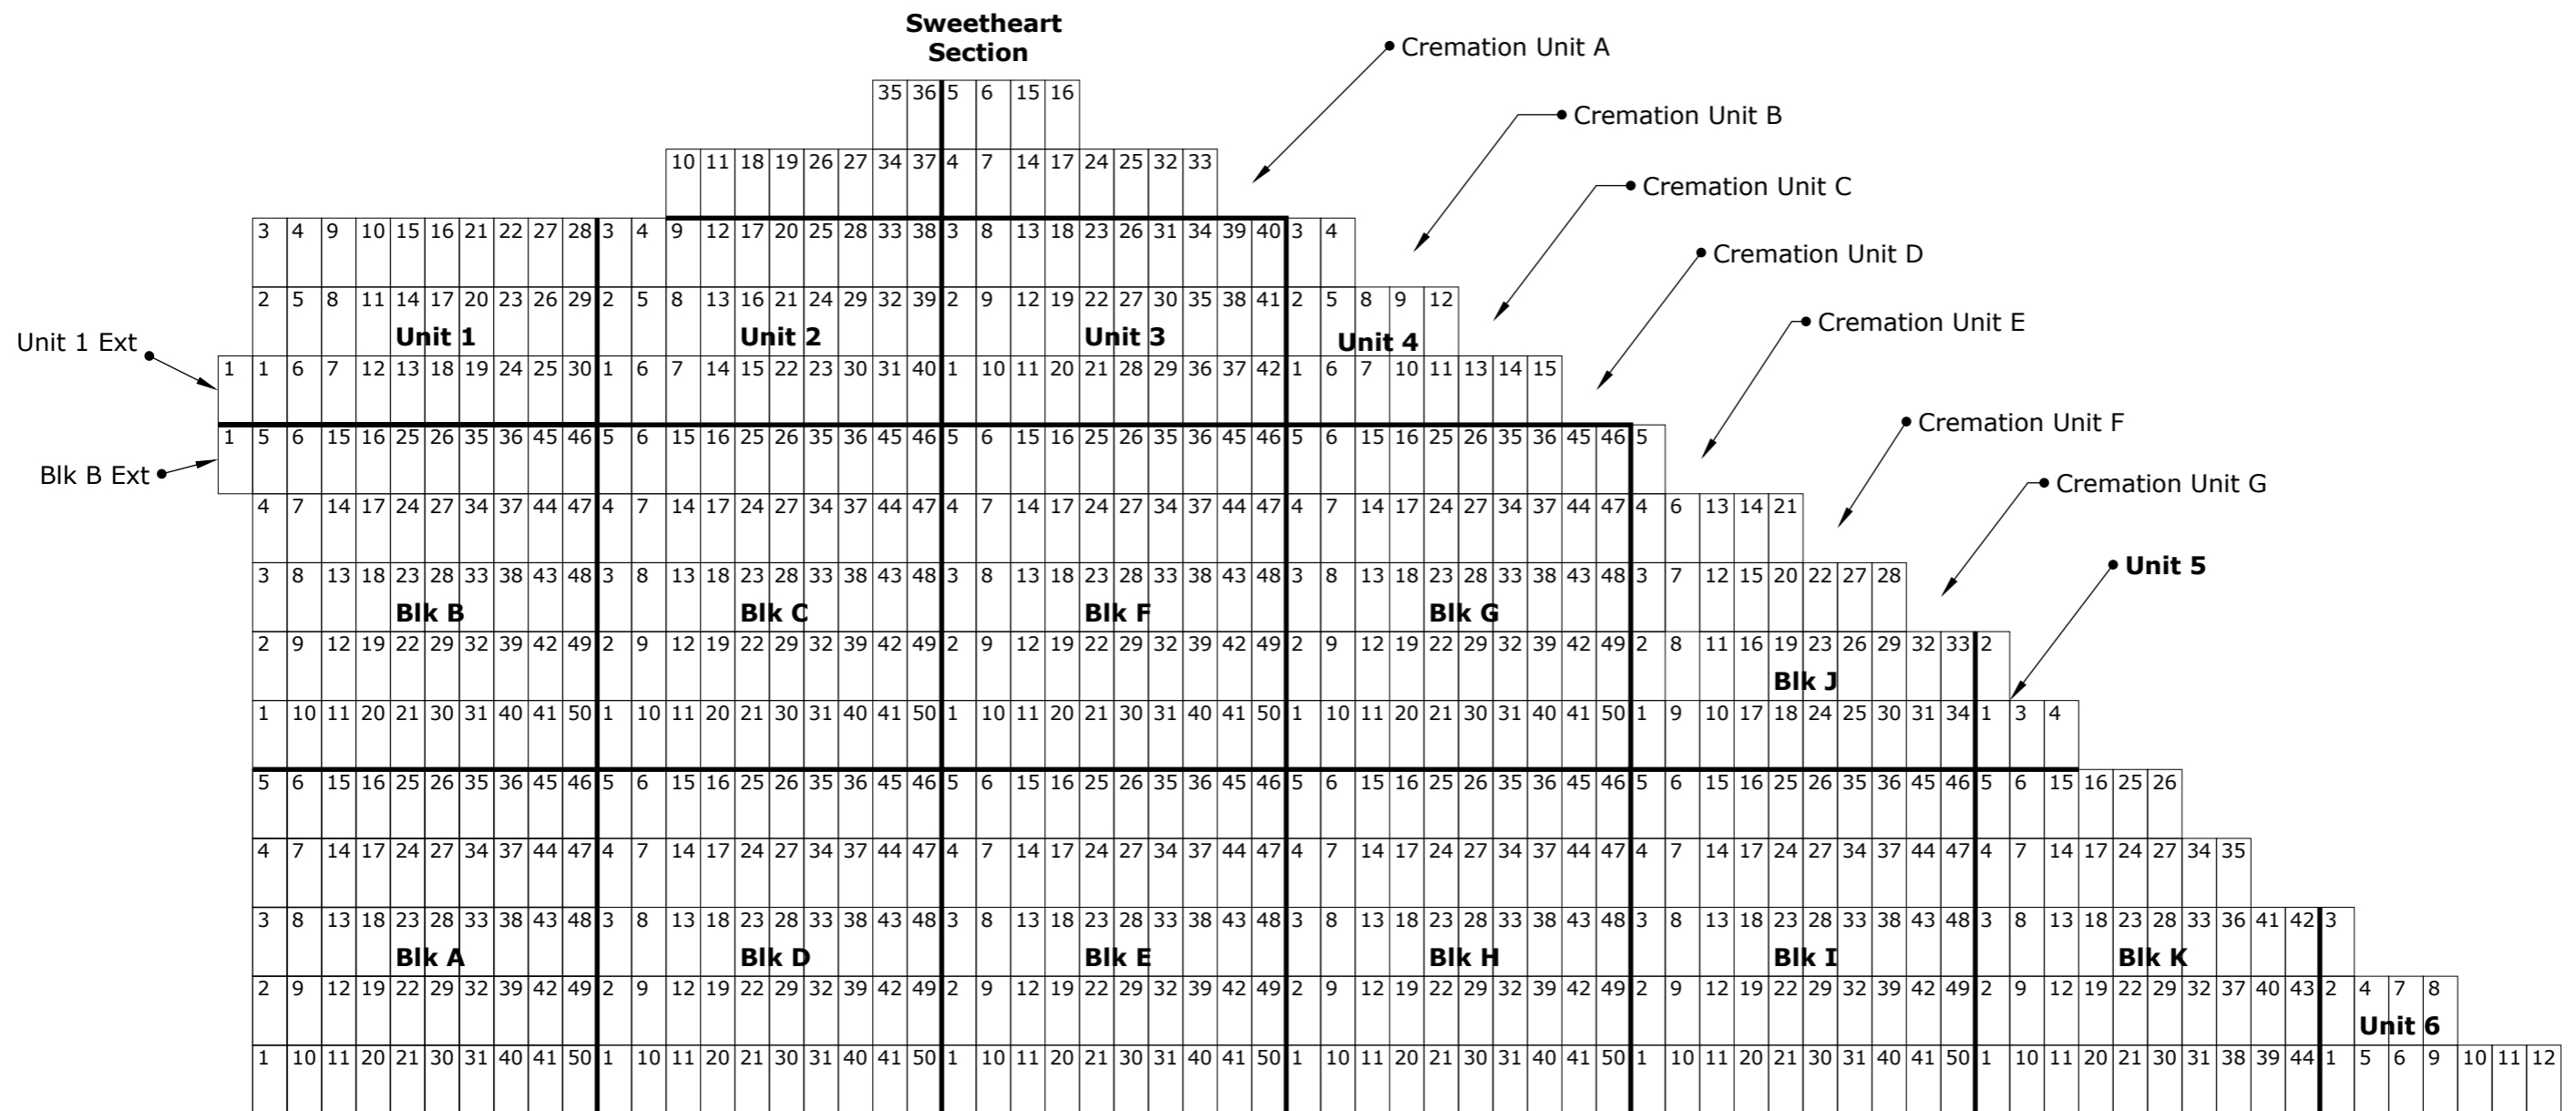 Sweetheart
Section
Cremation Unit A
35 36 5 6 15 16
Cremation Unit B
10 11 18 19 26 27 34 37 4 7 14 17 24 25 32 33
Cremation Unit C
3 4 9 10 15 16 21 22 27 28 3 4 9 12 17 20 25 28 33 38 3 8 13 18 23 26 31 34 39 40 3 4
Cremation Unit D
2 5 8 11 14 17 20 23 26 29 2 5 8 13 16 21 24 29 32 39 2 9 12 19 22 27 30 35 38 41 2 5 8 9 12
Cremation Unit E
Unit 1 Ext Unit 1 Unit 2 Unit 3 Unit 4
1 1 6 7 12 13 18 19 24 25 30 1 6 7 14 15 22 23 30 31 40 1 10 11 20 21 28 29 36 37 42 1 6 7 10 11 13 14 15
Cremation Unit F
1 5 6 15 16 25 26 35 36 45 46 5 6 15 16 25 26 35 36 45 46 5 6 15 16 25 26 35 36 45 46 5 6 15 16 25 26 35 36 45 46 5
Blk B Ext
Cremation Unit G
4 7 14 17 24 27 34 37 44 47 4 7 14 17 24 27 34 37 44 47 4 7 14 17 24 27 34 37 44 47 4 7 14 17 24 27 34 37 44 47 4 6 13 14 21
Unit 5
3 8 13 18 23 28 33 38 43 48 3 8 13 18 23 28 33 38 43 48 3 8 13 18 23 28 33 38 43 48 3 8 13 18 23 28 33 38 43 48 3 7 12 15 20 22 27 28
Blk B Blk C Blk F Blk G
2 9 12 19 22 29 32 39 42 49 2 9 12 19 22 29 32 39 42 49 2 9 12 19 22 29 32 39 42 49 2 9 12 19 22 29 32 39 42 49 2 8 11 16 19 23 26 29 32 33 2
Blk J
1 10 11 20 21 30 31 40 41 50 1 10 11 20 21 30 31 40 41 50 1 10 11 20 21 30 31 40 41 50 1 10 11 20 21 30 31 40 41 50 1 9 10 17 18 24 25 30 31 34 1 3 4
5 6 15 16 25 26 35 36 45 46 5 6 15 16 25 26 35 36 45 46 5 6 15 16 25 26 35 36 45 46 5 6 15 16 25 26 35 36 45 46 5 6 15 16 25 26 35 36 45 46 5 6 15 16 25 26
4 7 14 17 24 27 34 37 44 47 4 7 14 17 24 27 34 37 44 47 4 7 14 17 24 27 34 37 44 47 4 7 14 17 24 27 34 37 44 47 4 7 14 17 24 27 34 37 44 47 4 7 14 17 24 27 34 35
3 8 13 18 23 28 33 38 43 48 3 8 13 18 23 28 33 38 43 48 3 8 13 18 23 28 33 38 43 48 3 8 13 18 23 28 33 38 43 48 3 8 13 18 23 28 33 38 43 48 3 8 13 18 23 28 33 36 41 42 3
Blk A Blk D Blk E Blk H Blk I Blk K
2 9 12 19 22 29 32 39 42 49 2 9 12 19 22 29 32 39 42 49 2 9 12 19 22 29 32 39 42 49 2 9 12 19 22 29 32 39 42 49 2 9 12 19 22 29 32 39 42 49 2 9 12 19 22 29 32 37 40 43 2 4 7 8
Unit 6
1 10 11 20 21 30 31 40 41 50 1 10 11 20 21 30 31 40 41 50 1 10 11 20 21 30 31 40 41 50 1 10 11 20 21 30 31 40 41 50 1 10 11 20 21 30 31 40 41 50 1 10 11 20 21 30 31 38 39 44 1 5 6 9 10 11 12